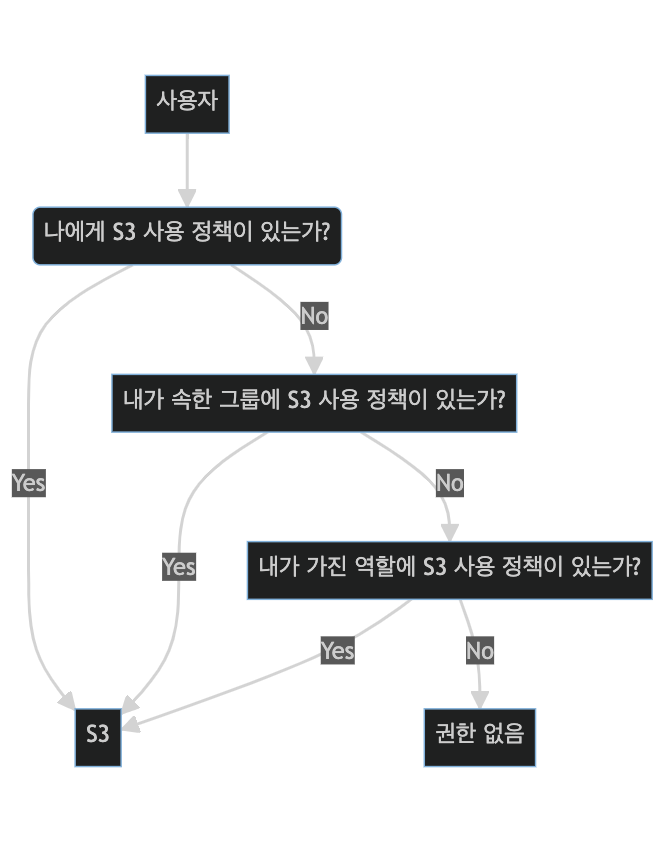 사용자
나에게 S3 사용 정책이 있는가?
No
내가 속한 그룹에 S3 사용 정책이 있는가?
Yes
No
Yes
내가 가진 역할에 S3 사용 정책이 있는가?
Yes
No
S3
권한 없음